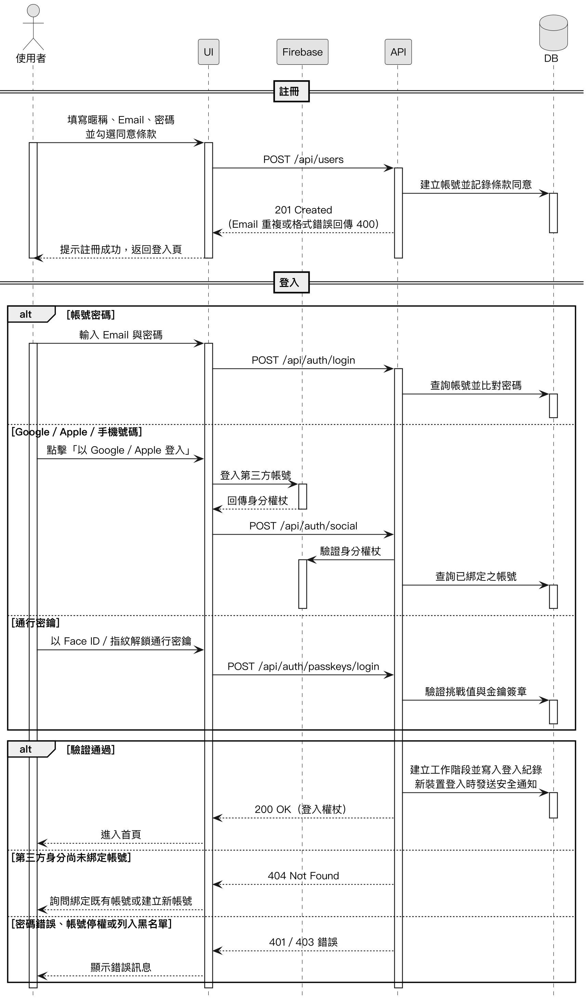 使用者
UI
Firebase
API
DB
註冊
填寫暱稱、Email、密碼
並勾選同意條款
POST /api/users
建立帳號並記錄條款同意
201 Created
（Email 重複或格式錯誤回傳 400）
提示註冊成功，返回登入頁
登入
alt
[帳號密碼]
輸入 Email 與密碼
POST /api/auth/login
查詢帳號並比對密碼
[Google / Apple / 手機號碼]
點擊「以 Google / Apple 登入」
登入第三方帳號
回傳身分權杖
POST /api/auth/social
驗證身分權杖
查詢已綁定之帳號
[通行密鑰]
以 Face ID / 指紋解鎖通行密鑰
POST /api/auth/passkeys/login
驗證挑戰值與金鑰簽章
alt
[驗證通過]
建立工作階段並寫入登入紀錄
新裝置登入時發送安全通知
200 OK（登入權杖）
進入首頁
[第三方身分尚未綁定帳號]
404 Not Found
詢問綁定既有帳號或建立新帳號
[密碼錯誤、帳號停權或列入黑名單]
401 / 403 錯誤
顯示錯誤訊息